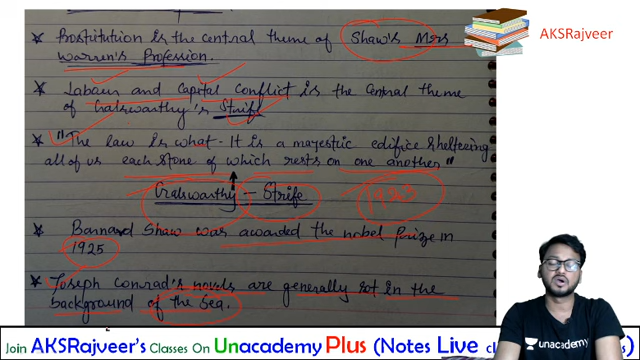 AKSRajveer
* Prostitution is the central theme of Shaw's Mrs
Warren's Profession.
* Labour and Capital Conflict is the central theme
of Galsworthy's Strife
* "The law is what - It is a majestic edifice sheltering
all of us each stone of which rests on one another"
Galsworthy - Strife
1923
* Barnard Shaw was awarded the nobel Prize in
1925
* Joseph Conrad's novels are generally set in the
background of the Sea.
unacademy
Join AKSRajveer's Classes On Unacademy Plus (Notes Live